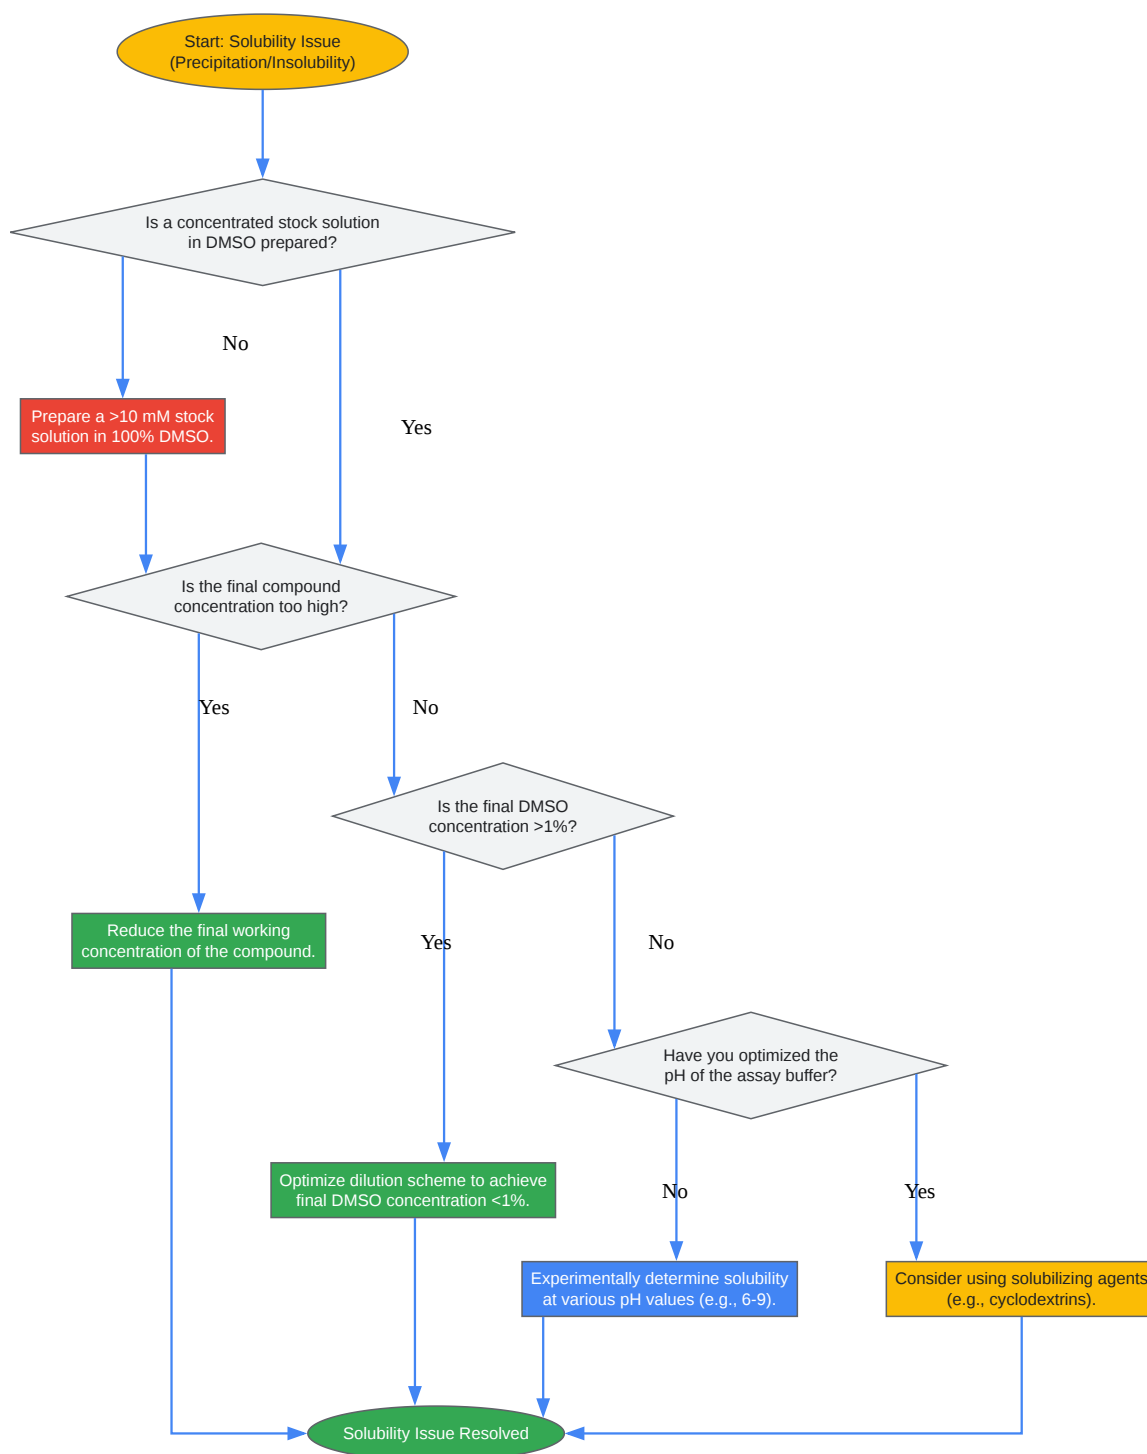 Start: Solubility Issue
(Precipitation/Insolubility)
Is a concentrated stock solution
in DMSO prepared?
No
Prepare a >10 mM stock
solution in 100% DMSO.
Yes
Is the final compound
concentration too high?
Yes
No
Is the final DMSO
concentration >1%?
Reduce the final working
concentration of the compound.
Yes
No
Have you optimized the
pH of the assay buffer?
Optimize dilution scheme to achieve
final DMSO concentration <1%.
No
Yes
Experimentally determine solubility
at various pH values (e.g., 6-9).
Consider using solubilizing agents
(e.g., cyclodextrins).
Solubility Issue Resolved